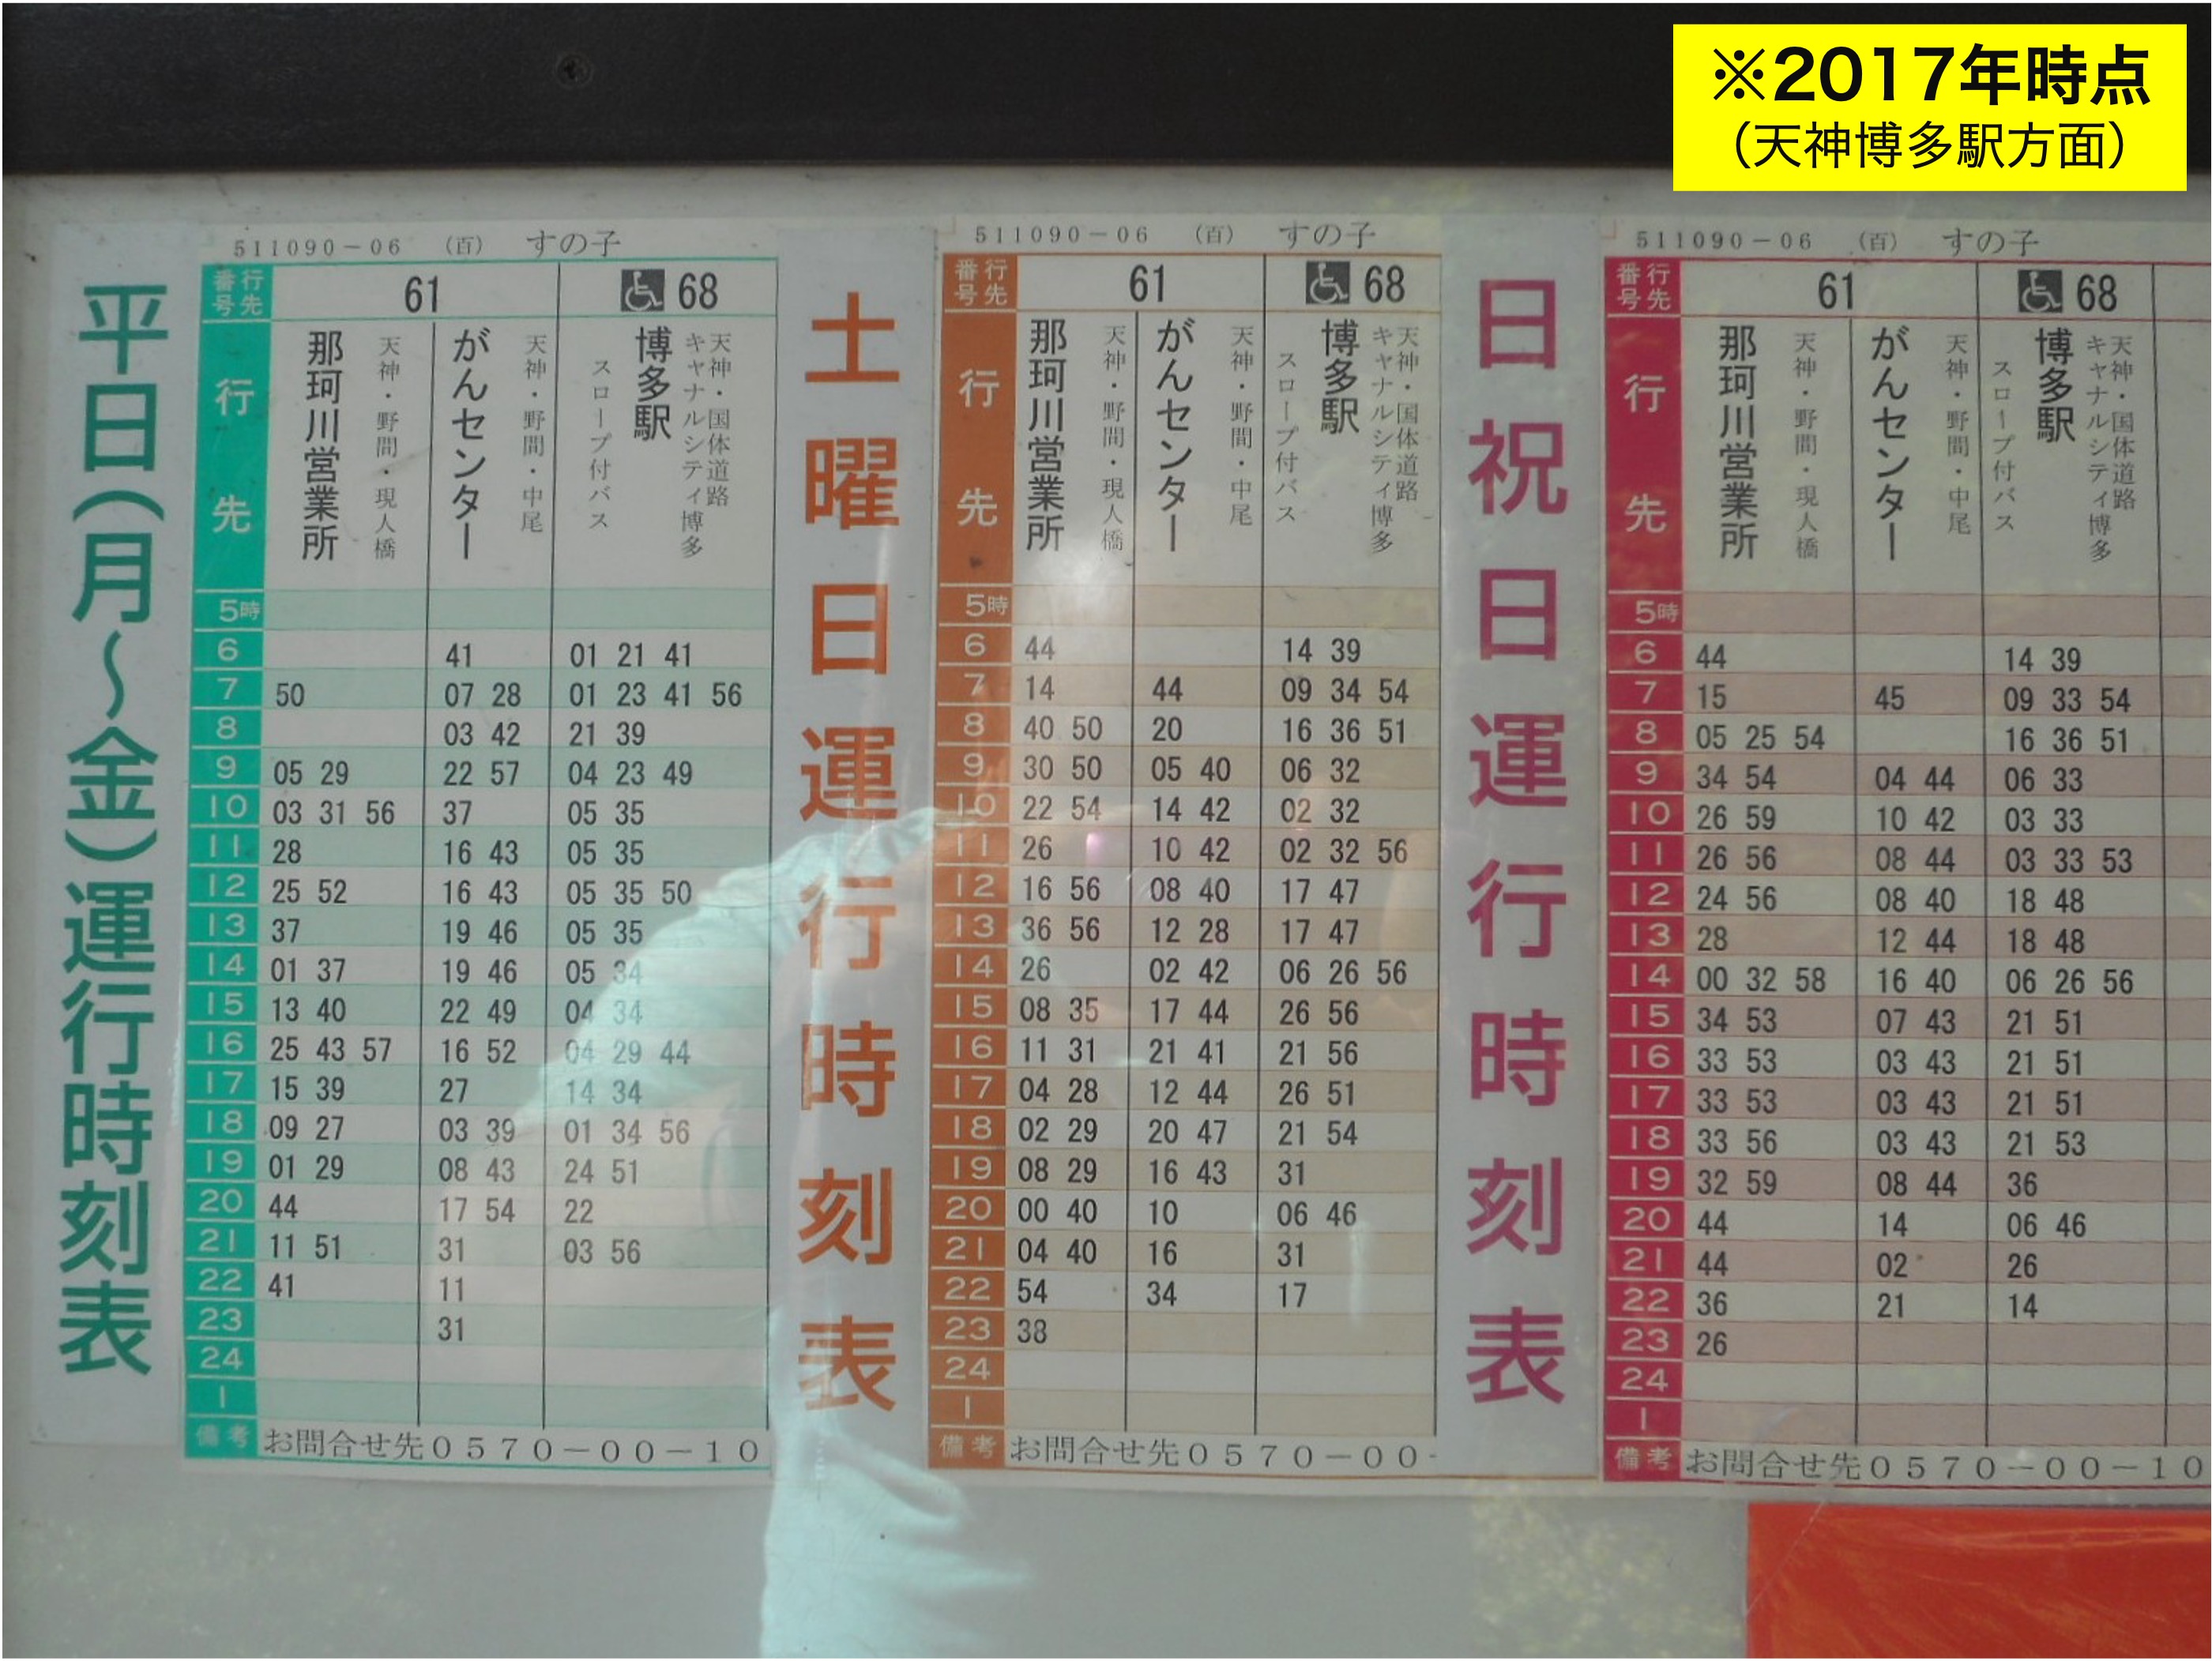 ※2017年時点
（天神博多駅方面）
平日(月～金)運行時刻表
511090－06 （百） すの子
行先番号 61 68
行先
那珂川営業所
天神・野間・現人橋
がんセンター
天神・野間・中尾
博多駅
天神・国体道路
キャナルシティ博多
スロープ付バス
5時
6 41 01 21 41
7 50 07 28 01 23 41 56
8 03 42 21 39
9 05 29 22 57 04 23 49
10 03 31 56 37 05 35
11 28 16 43 05 35
12 25 52 16 43 05 35 50
13 37 19 46 05 35
14 01 37 19 46 05 34
15 13 40 22 49 04 34
16 25 43 57 16 52 04 29 44
17 15 39 27 14 34
18 09 27 03 39 01 34 56
19 01 29 08 43 24 51
20 44 17 54 22
21 11 51 31 03 56
22 41 11
23 31
24
1
備考 お問合せ先０５７０－００－１０
土曜日運行時刻表
511090－06 （百） すの子
行先番号 61 68
行先
那珂川営業所
天神・野間・現人橋
がんセンター
天神・野間・中尾
博多駅
天神・国体道路
キャナルシティ博多
スロープ付バス
5時
6 44 14 39
7 14 44 09 34 54
8 40 50 20 16 36 51
9 30 50 05 40 06 32
10 22 54 14 42 02 32
11 26 10 42 02 32 56
12 16 56 08 40 17 47
13 36 56 12 28 17 47
14 26 02 42 06 26 56
15 08 35 17 44 26 56
16 11 31 21 41 21 56
17 04 28 12 44 26 51
18 02 29 20 47 21 54
19 08 29 16 43 31
20 00 40 10 06 46
21 04 40 16 31
22 54 34 17
23 38
24
1
備考 お問合せ先０５７０－００－
日祝日運行時刻表
511090－06 （百） すの子
行先番号 61 68
行先
那珂川営業所
天神・野間・現人橋
がんセンター
天神・野間・中尾
博多駅
天神・国体道路
キャナルシティ博多
スロープ付バス
5時
6 44 14 39
7 15 45 09 33 54
8 05 25 54 16 36 51
9 34 54 04 44 06 33
10 26 59 10 42 03 33
11 26 56 08 44 03 33 53
12 24 56 08 40 18 48
13 28 12 44 18 48
14 00 32 58 16 40 06 26 56
15 34 53 07 43 21 51
16 33 53 03 43 21 51
17 33 53 03 43 21 51
18 33 56 03 43 21 53
19 32 59 08 44 36
20 44 14 06 46
21 44 02 26
22 36 21 14
23 26
24
1
備考 お問合せ先０５７０－００－１０